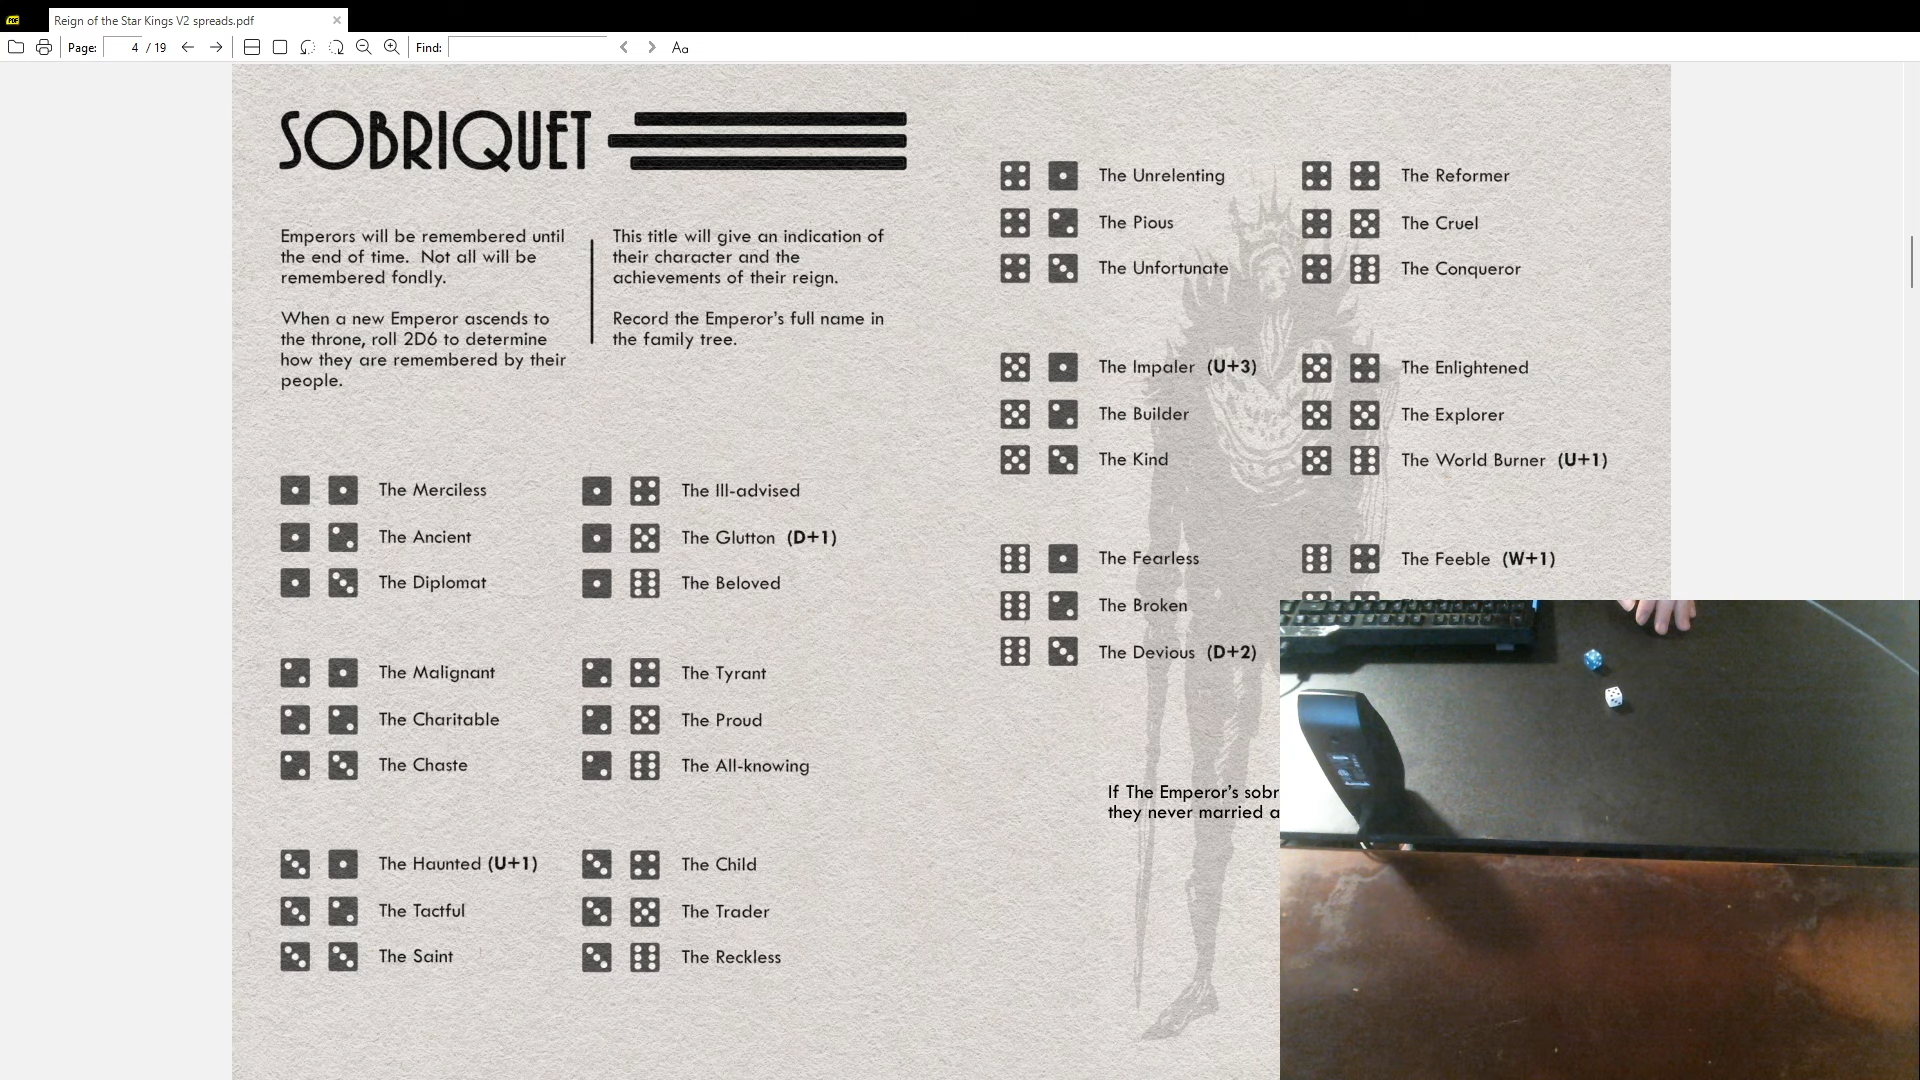 Reign of the Star Kings V2 spreads.pdf
Page: 4 / 19
Find:
Aa
SOBRIQUET
Emperors will be remembered until
the end of time. Not all will be
remembered fondly.
When a new Emperor ascends to
the throne, roll 2D6 to determine
how they are remembered by their
people.
This title will give an indication of
their character and the
achievements of their reign.
Record the Emperor's full name in
the family tree.
The Merciless
The Ancient
The Diplomat
The Ill-advised
The Glutton (D+1)
The Beloved
The Malignant
The Charitable
The Chaste
The Tyrant
The Proud
The All-knowing
The Haunted (U+1)
The Tactful
The Saint
The Child
The Trader
The Reckless
The Unrelenting
The Pious
The Unfortunate
The Reformer
The Cruel
The Conqueror
The Impaler (U+3)
The Builder
The Kind
The Enlightened
The Explorer
The World Burner (U+1)
The Fearless
The Broken
The Devious (D+2)
The Feeble (W+1)
If The Emperor's sobr
they never married a